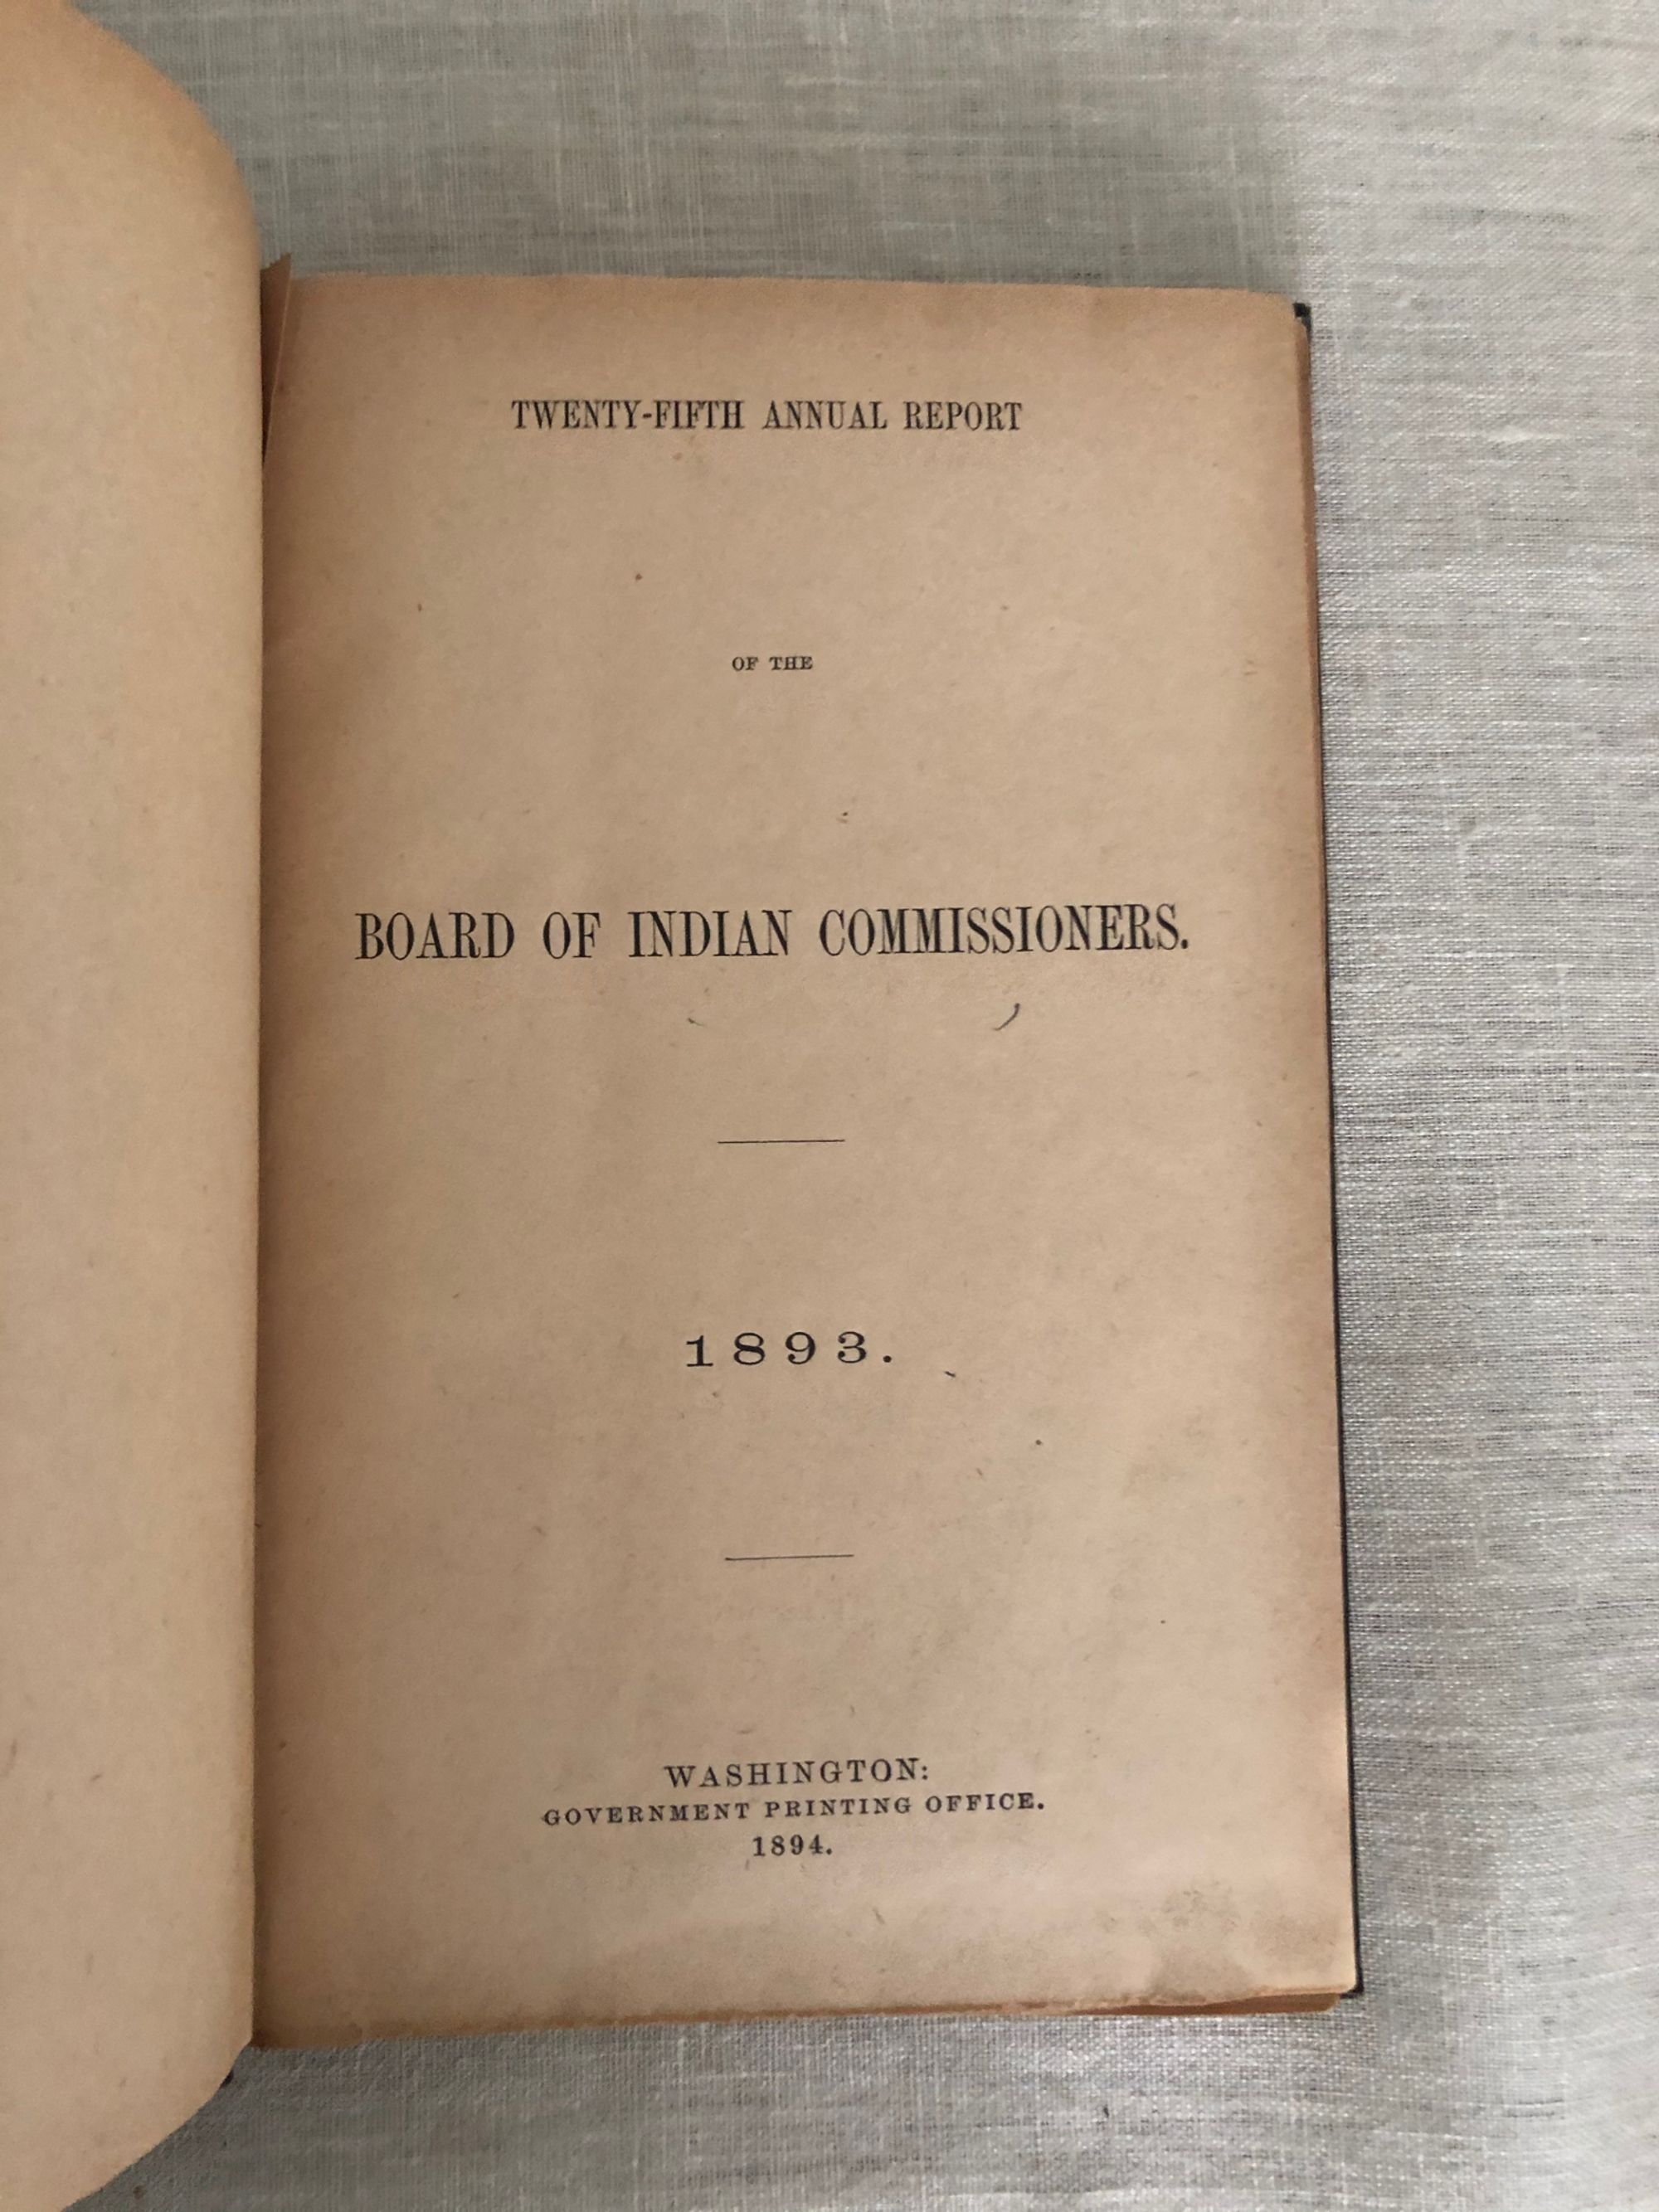 TWENTY-FIFTH ANNUAL REPORT
OF THE
BOARD OF INDIAN COMMISSIONERS.
1893.
WASHINGTON:
GOVERNMENT PRINTING OFFICE.
1894.